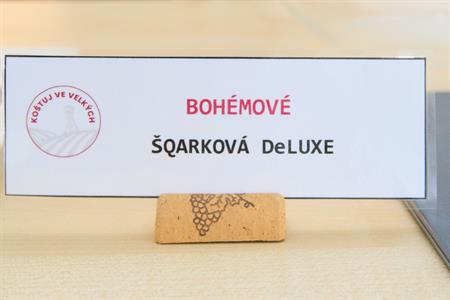 KOŠTUJ VE VELKÝCH
BOHÉMOVÉ
ŠQARKOVÁ DeLUXE